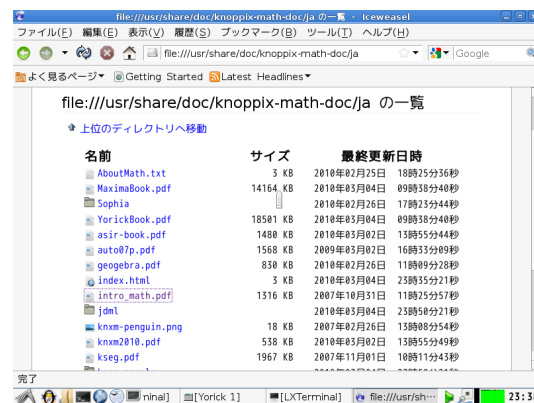 file:///usr/share/doc/knoppix-math-doc/ja の一覧 - Iceweasel
ファイル(F) 編集(E) 表示(V) 履歴(S) ブックマーク(B) ツール(T) ヘルプ(H)
file:///usr/share/doc/knoppix-math-doc/ja Google
よく見るページ Getting Started Latest Headlines
file:///usr/share/doc/knoppix-math-doc/ja の一覧
上位のディレクトリへ移動
名前 サイズ 最終更新日時
AboutMath.txt 3 KB 2010年02月25日 18時25分36秒
MaximaBook.pdf 14164 KB 2010年03月04日 09時38分40秒
Sophia 2010年02月26日 17時23分44秒
YorickBook.pdf 18501 KB 2010年03月04日 09時38分40秒
asir-book.pdf 1480 KB 2010年03月02日 13時55分44秒
auto07p.pdf 1568 KB 2009年03月02日 16時33分09秒
geogebra.pdf 830 KB 2010年02月26日 11時09分28秒
index.html 3 KB 2010年03月04日 23時35分21秒
intro_math.pdf 1316 KB 2007年10月31日 11時25分57秒
jdml 2010年03月04日 23時50分21秒
knxm-penguin.png 18 KB 2007年02月26日 13時08分54秒
knxm2010.pdf 538 KB 2010年03月02日 13時55分49秒
kseg.pdf 1967 KB 2007年11月01日 10時11分43秒
完了
ninal] [Yorick 1] [LXTerminal] file:///usr/sh… 23:3